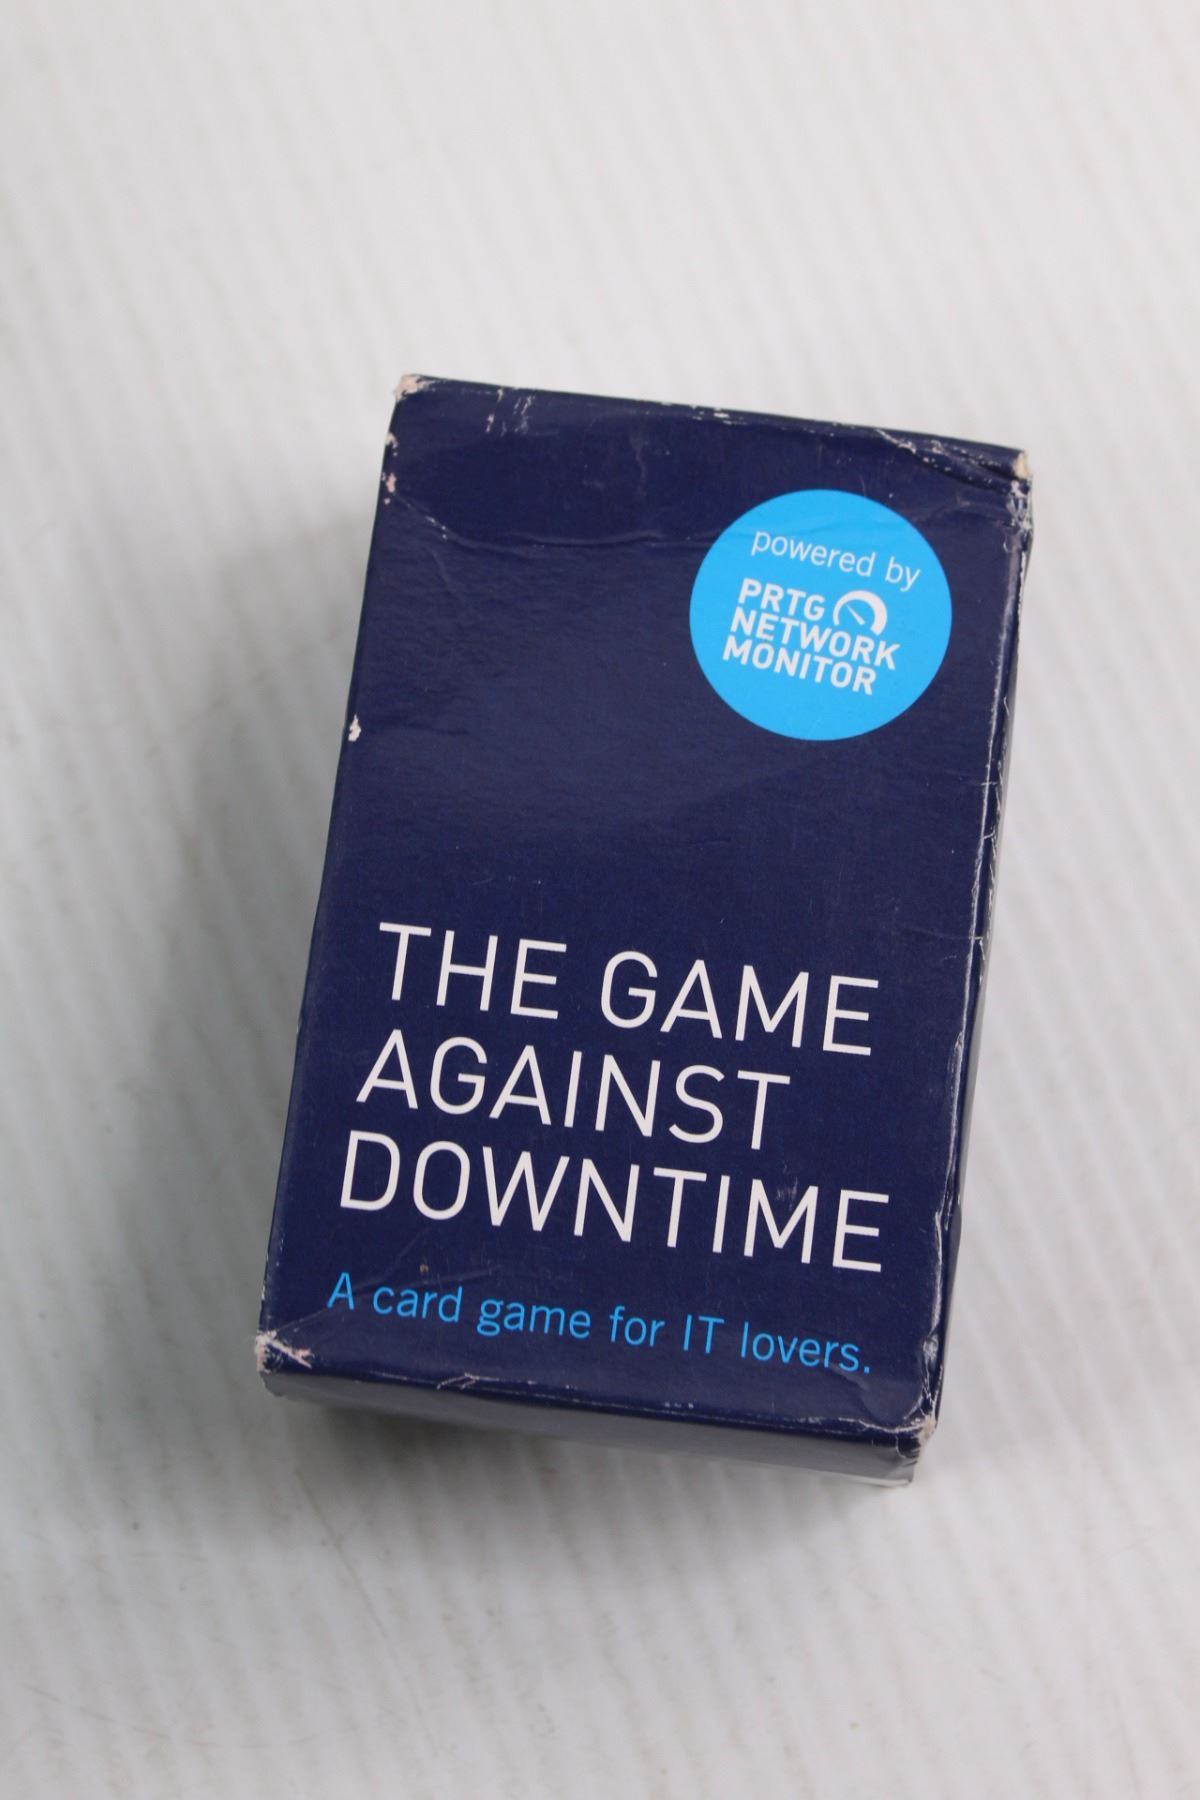 powered by
PRTG
NETWORK
MONITOR
THE GAME
AGAINST
DOWNTIME
A card game for IT lovers.